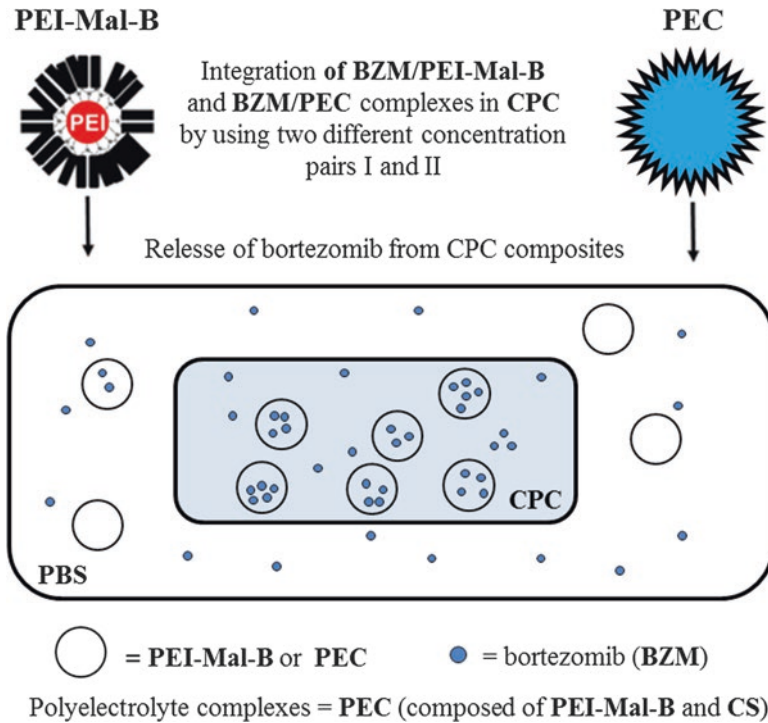 PEI-Mal-B
PEC
Integration of BZM/PEI-Mal-B
and BZM/PEC complexes in CPC
by using two different concentration
pairs I and II
PEI
Relesse of bortezomib from CPC composites
CPC
PBS
= PEI-Mal-B or PEC
= bortezomib (BZM)
Polyelectrolyte complexes = PEC (composed of PEI-Mal-B and CS)